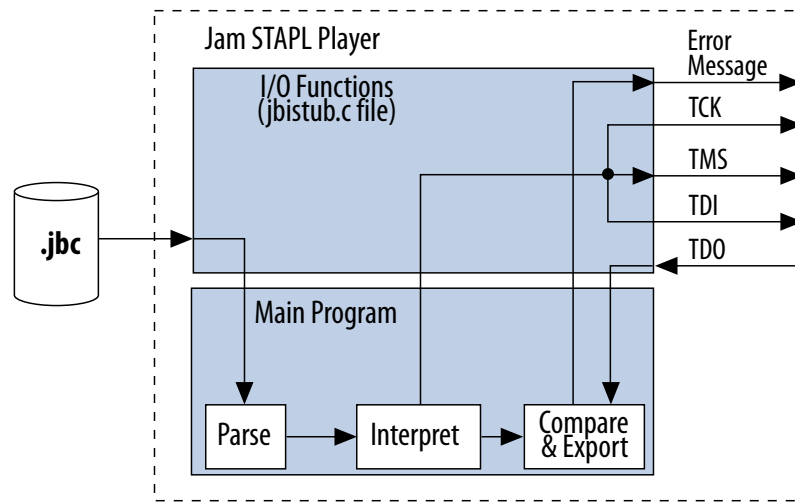 Jam STAPL Player
I/O Functions
(jbistub.c file)
Error
Message
TCK
TMS
TDI
TDO
.jbc
Main Program
Parse
Interpret
Compare
& Export